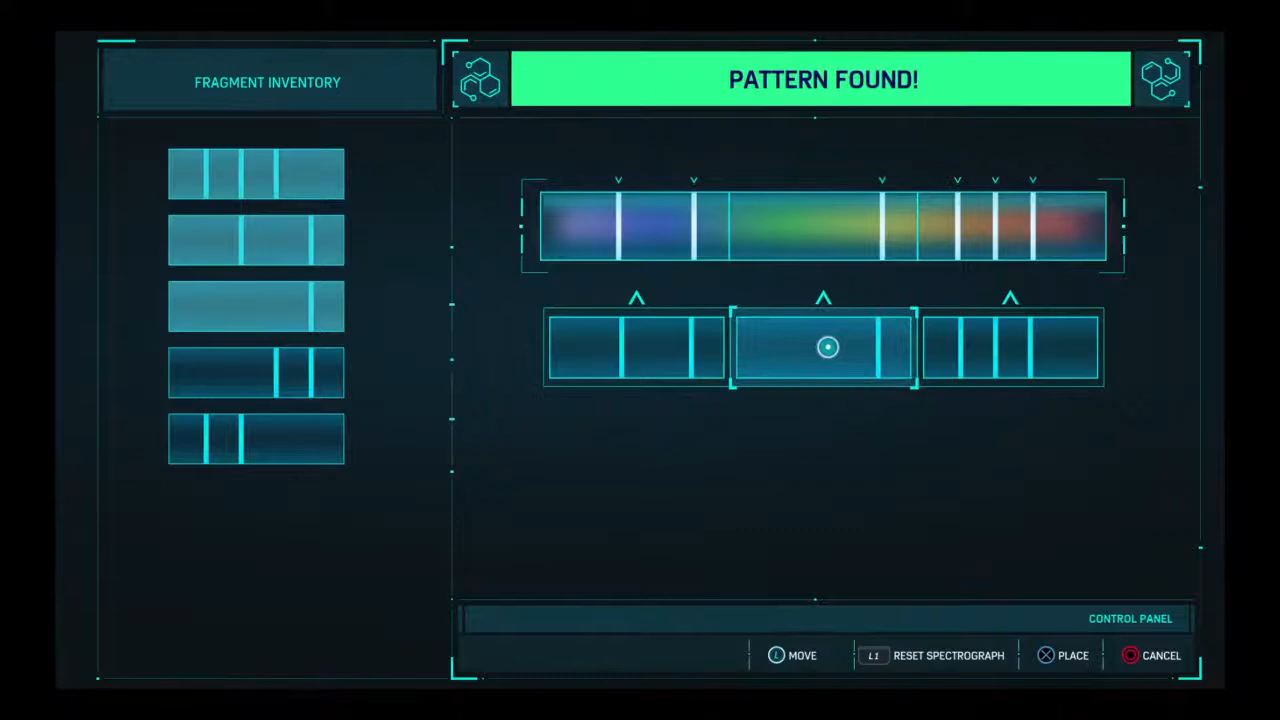 FRAGMENT INVENTORY
PATTERN FOUND!
CONTROL PANEL
L MOVE
L1 RESET SPECTROGRAPH
PLACE
CANCEL